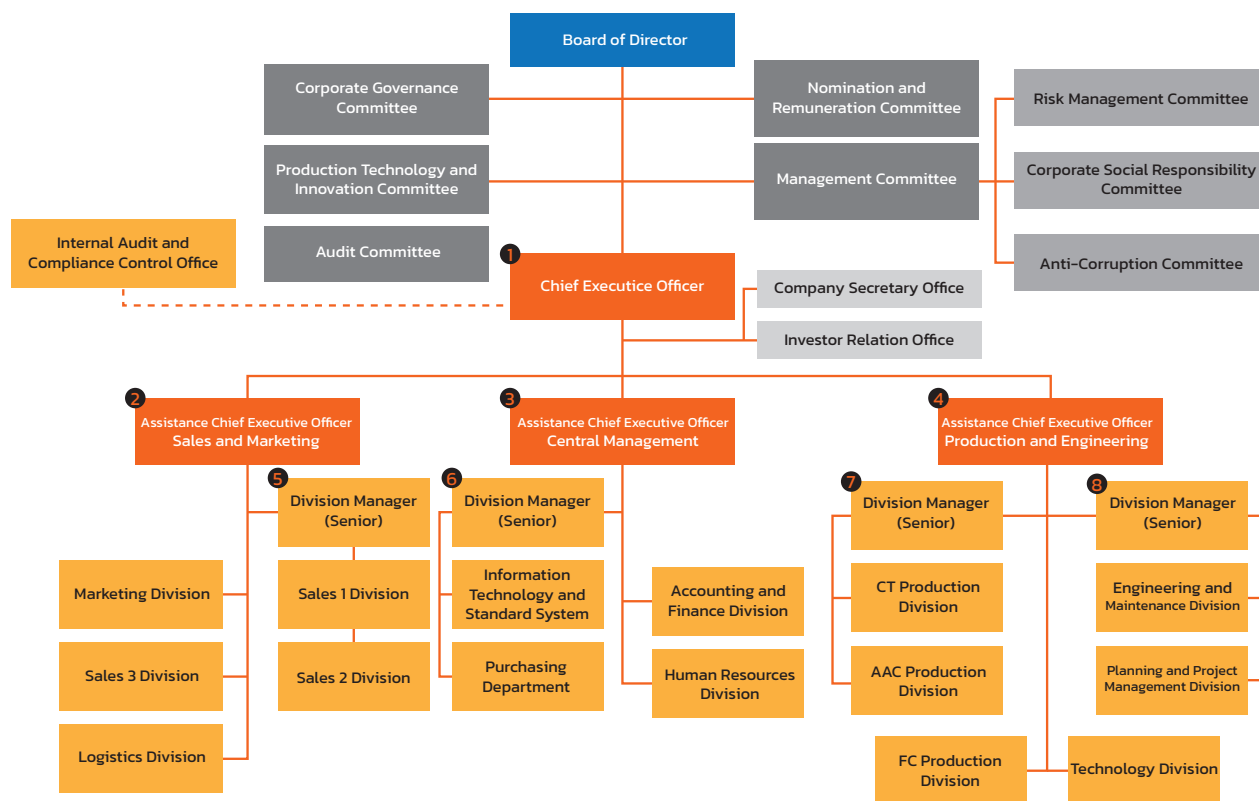 Board of Director
Corporate Governance
Committee
Nomination and
Remuneration Committee
Risk Management Committee
Production Technology and
Innovation Committee
Management Committee
Corporate Social Responsibility
Committee
Internal Audit and
Compliance Control Office
Audit Committee
Anti-Corruption Committee
1
Chief Executice Officer
Company Secretary Office
Investor Relation Office
2
Assistance Chief Executive Officer
Sales and Marketing
3
Assistance Chief Executive Officer
Central Management
4
Assistance Chief Executive Officer
Production and Engineering
5
Division Manager
(Senior)
6
Division Manager
(Senior)
7
Division Manager
(Senior)
8
Division Manager
(Senior)
Marketing Division
Sales 1 Division
Information
Technology and
Standard System
Accounting and
Finance Division
CT Production
Division
Engineering and
Maintenance Division
Sales 3 Division
Sales 2 Division
Purchasing
Department
Human Resources
Division
AAC Production
Division
Planning and Project
Management Division
Logistics Division
FC Production
Division
Technology Division